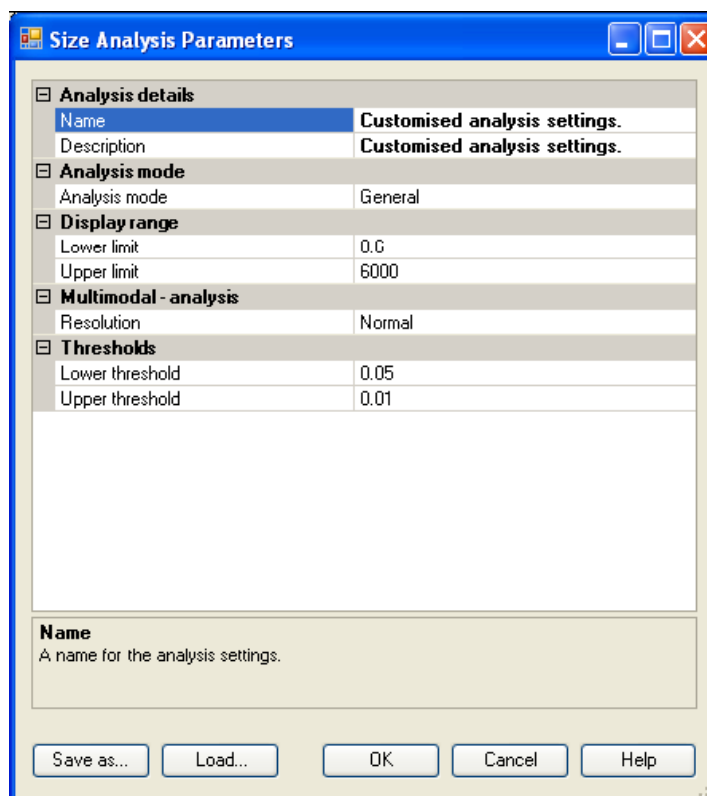 Size Analysis Parameters
Analysis details
Name Customised analysis settings.
Description Customised analysis settings.
Analysis mode
Analysis mode General
Display range
Lower limit 0.6
Upper limit 6000
Multimodal - analysis
Resolution Normal
Thresholds
Lower threshold 0.05
Upper threshold 0.01
Name
A name for the analysis settings.
Save as... Load... OK Cancel Help